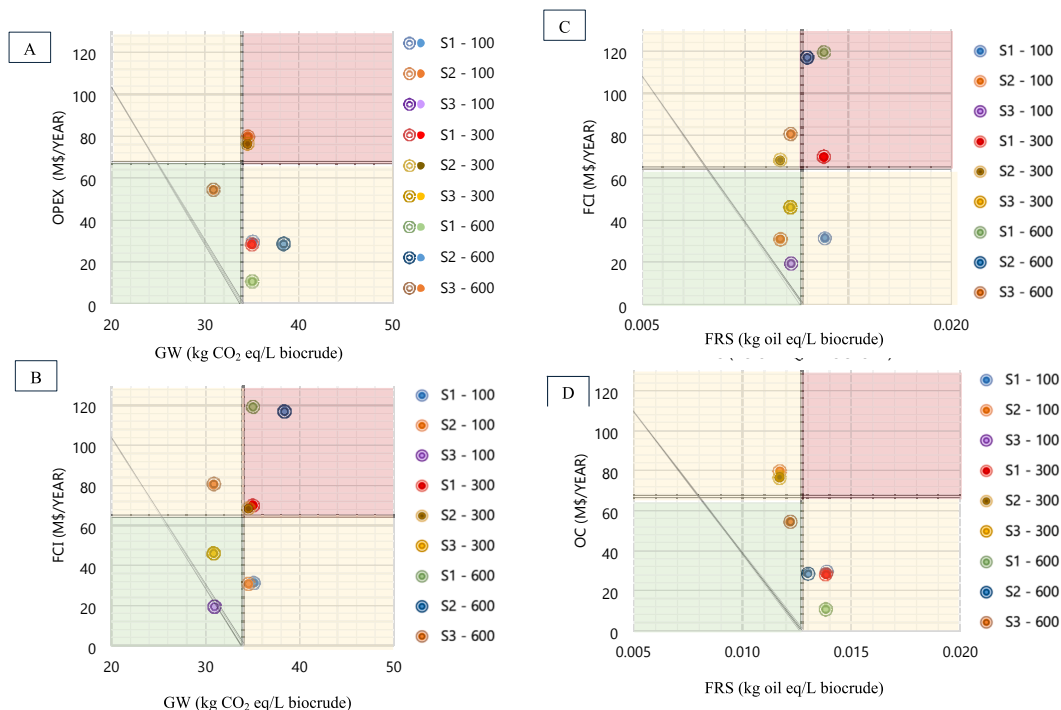 A
120
100
80
60
40
20
0
OPEX (M$/YEAR)
20
30
40
50
GW (kg CO₂ eq/L biocrude)
S1 - 100
S2 - 100
S3 - 100
S1 - 300
S2 - 300
S3 - 300
S1 - 600
S2 - 600
S3 - 600
C
120
100
80
60
40
20
0
FCI (M$/YEAR)
0.005
0.020
FRS (kg oil eq/L biocrude)
S1 - 100
S2 - 100
S3 - 100
S1 - 300
S2 - 300
S3 - 300
S1 - 600
S2 - 600
S3 - 600
B
120
100
80
60
40
20
0
FCI (M$/YEAR)
20
30
40
50
GW (kg CO₂ eq/L biocrude)
S1 - 100
S2 - 100
S3 - 100
S1 - 300
S2 - 300
S3 - 300
S1 - 600
S2 - 600
S3 - 600
D
120
100
80
60
40
20
0
OC (M$/YEAR)
0.005
0.010
0.015
0.020
FRS (kg oil eq/L biocrude)
S1 - 100
S2 - 100
S3 - 100
S1 - 300
S2 - 300
S3 - 300
S1 - 600
S2 - 600
S3 - 600